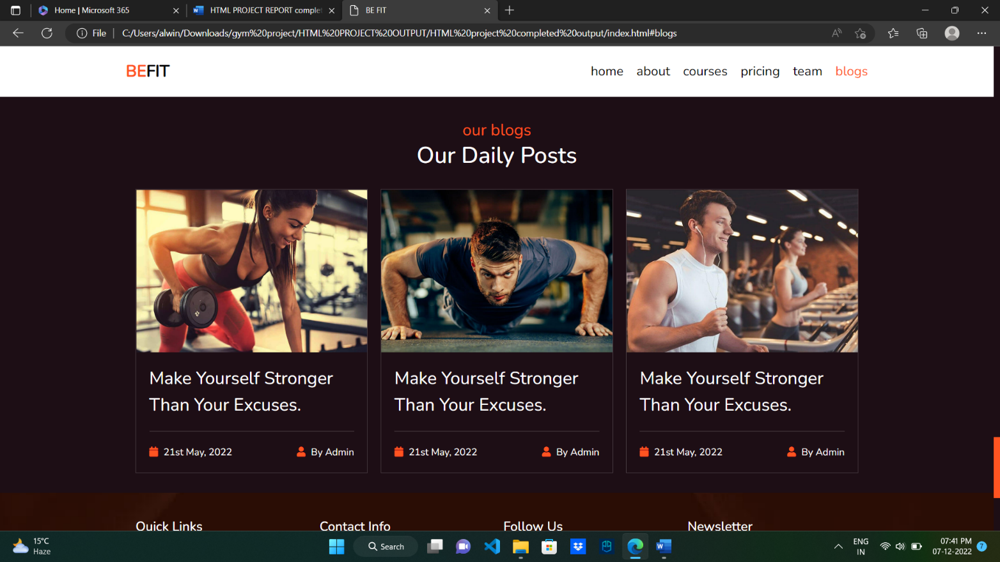 Home | Microsoft 365
HTML PROJECT REPORT complet
BE FIT
File
C:/Users/alwin/Downloads/gym%20project/HTML%20PROJECT%20OUTPUT/HTML%20project%20completed%20output/index.html#blogs
BEFIT
home about courses pricing team blogs
our blogs
Our Daily Posts
Make Yourself Stronger
Than Your Excuses.
21st May, 2022 By Admin
Make Yourself Stronger
Than Your Excuses.
21st May, 2022 By Admin
Make Yourself Stronger
Than Your Excuses.
21st May, 2022 By Admin
Quick Links Contact Info Follow Us Newsletter
15°C
Haze
Search
ENG
IN
07:41 PM
07-12-2022
7